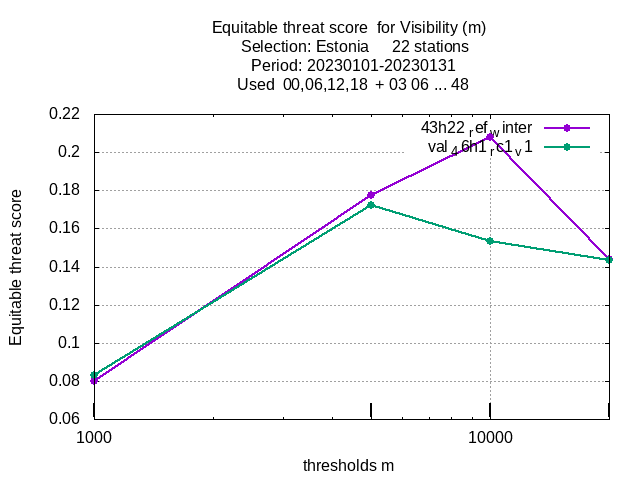 Equitable threat score for Visibility (m)
Selection: Estonia 22 stations
Period: 20230101-20230131
Used 00,06,12,18 + 03 06 ... 48
0.22
43h22_ref_winter
0.2
val_46h1_rc1_v1
0.18
0.16
0.14
0.12
0.1
0.08
0.06
Equitable threat score
1000
10000
thresholds m